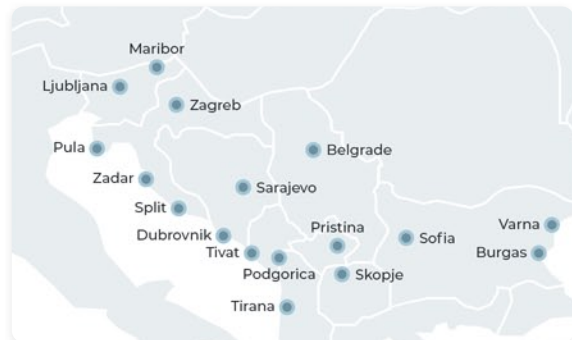 Maribor
Ljubljana
Zagreb
Pula
Belgrade
Zadar
Sarajevo
Split
Pristina
Varna
Dubrovnik
Sofia
Tivat
Burgas
Podgorica
Skopje
Tirana